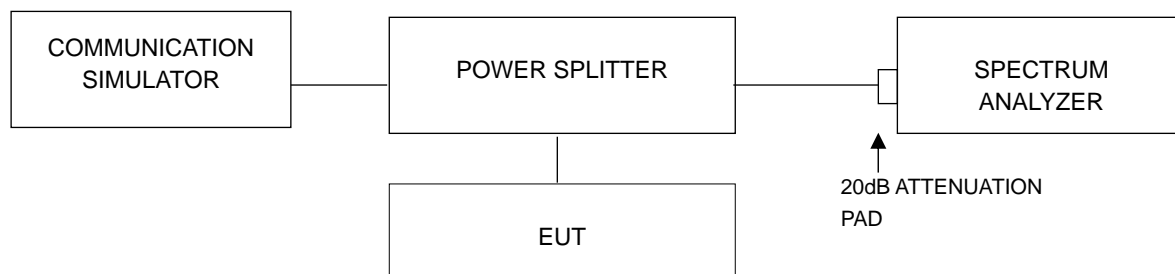 COMMUNICATION
SIMULATOR
POWER SPLITTER
SPECTRUM
ANALYZER
20dB ATTENUATION
PAD
EUT